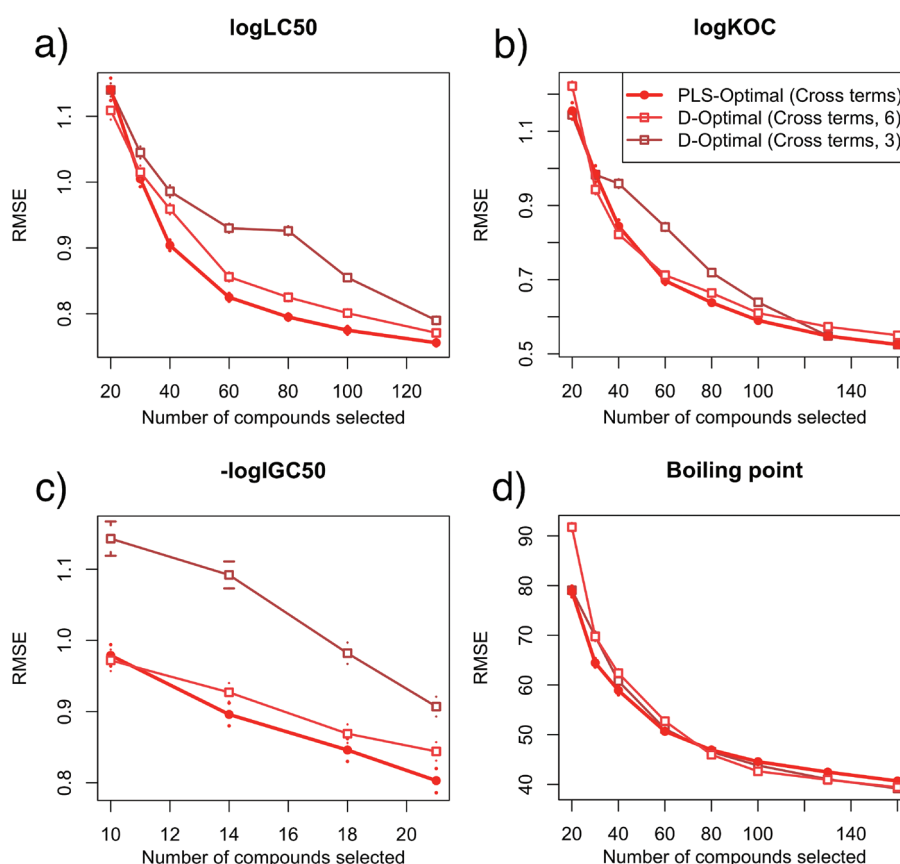 a)
logLC50
RMSE
1.1
1.0
0.9
0.8
20 40 60 80 100 120
Number of compounds selected
b)
logKOC
PLS-Optimal (Cross terms)
D-Optimal (Cross terms, 6)
D-Optimal (Cross terms, 3)
RMSE
1.1
0.9
0.7
0.5
20 40 60 80 100 140
Number of compounds selected
c)
-logIGC50
RMSE
1.1
1.0
0.9
0.8
10 12 14 16 18 20
Number of compounds selected
d)
Boiling point
RMSE
90
80
70
60
50
40
20 40 60 80 100 140
Number of compounds selected